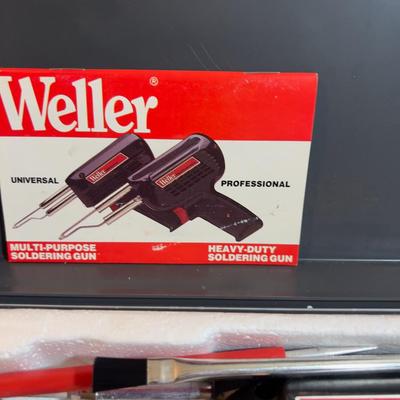 Weller®
UNIVERSAL
PROFESSIONAL
Weller
Weller
MULTI-PURPOSE
SOLDERING GUN
HEAVY-DUTY
SOLDERING GUN